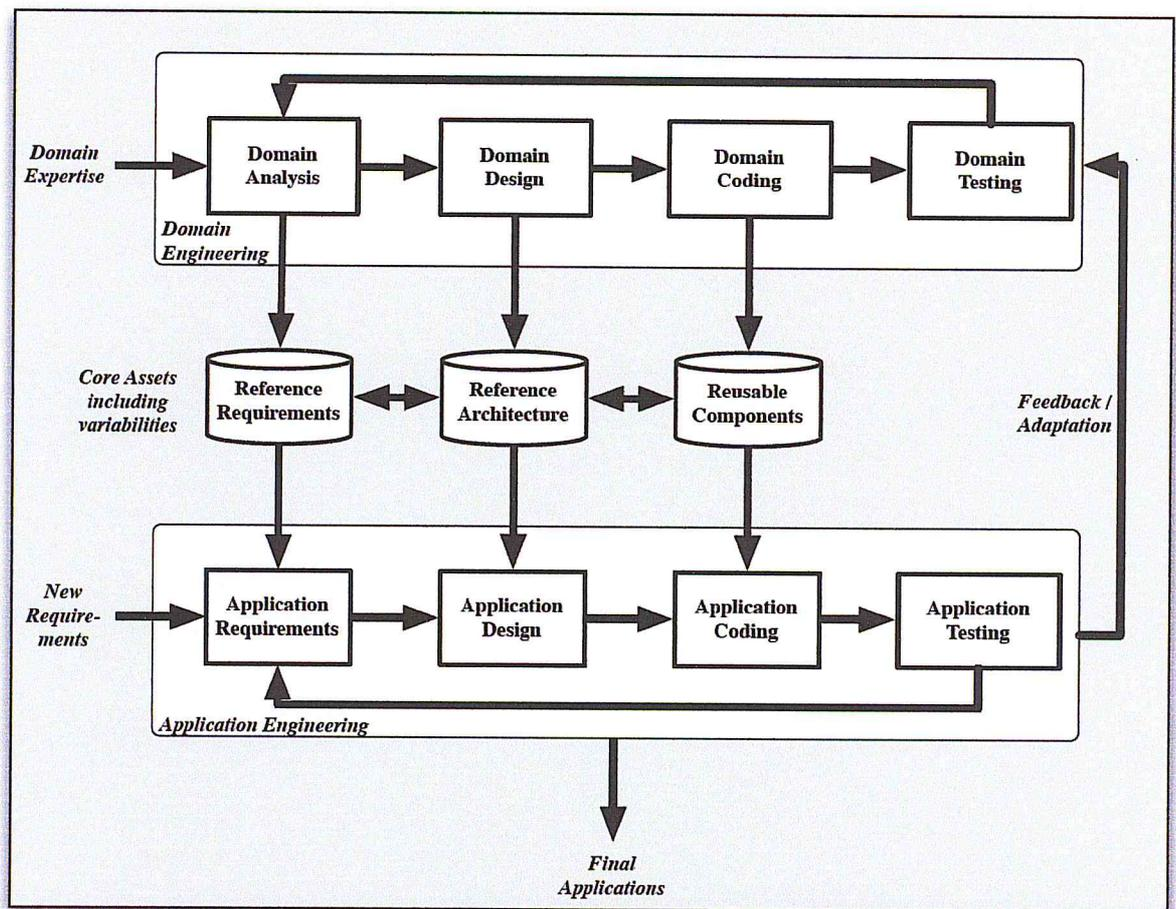 Domain
Expertise
Domain
Analysis
Domain
Design
Domain
Coding
Domain
Testing
Domain
Engineering
Core Assets
including
variabilities
Reference
Requirements
Reference
Architecture
Reusable
Components
Feedback /
Adaptation
New
Require-
ments
Application
Requirements
Application
Design
Application
Coding
Application
Testing
Application Engineering
Final
Applications